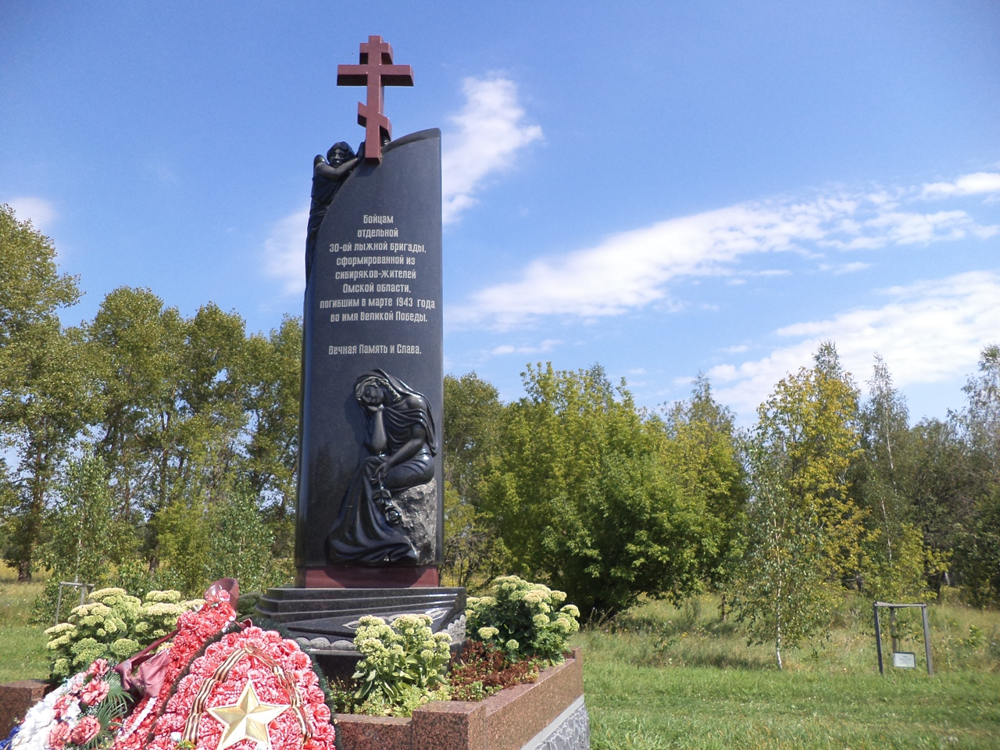 Бойцам
отдельной
30-ой лыжной бригады,
сформированной из
сибиряков-жителей
Омской области,
погибшим в марте 1943 года
во имя Великой Победы.
Вечная Память и Слава.